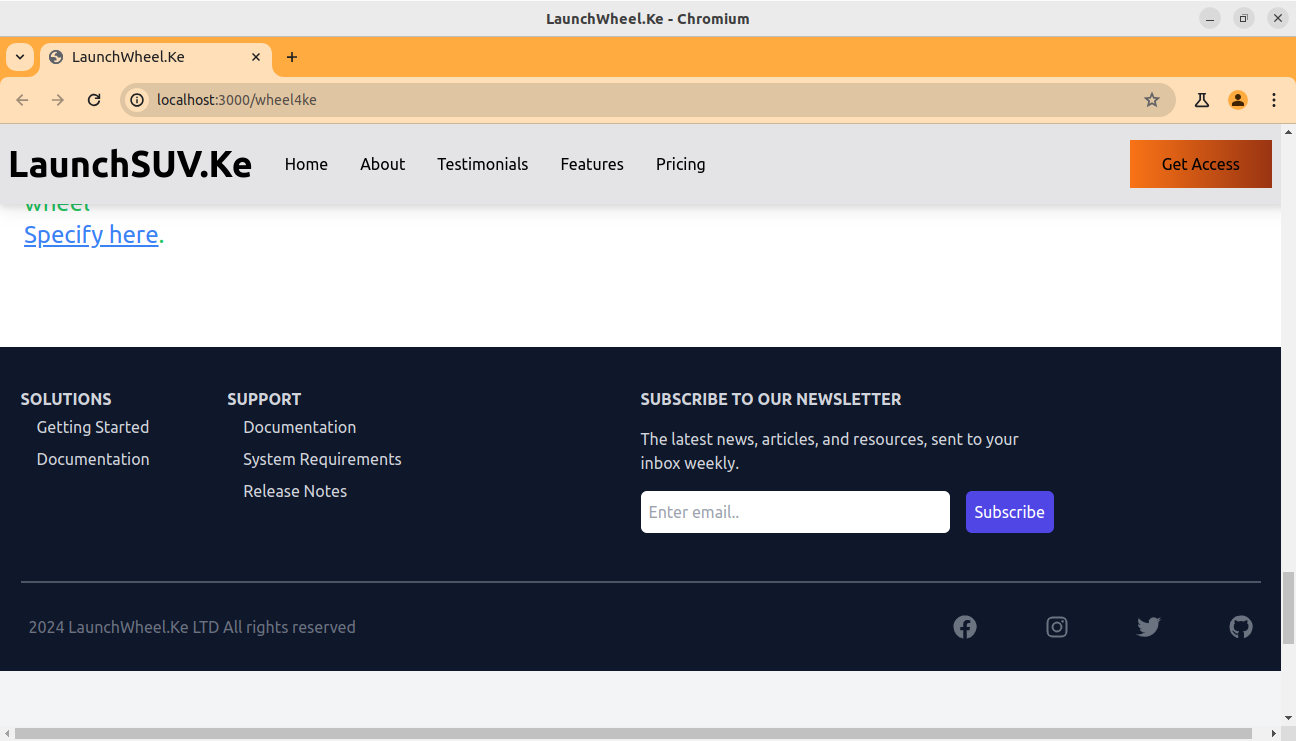 LaunchWheel.Ke - Chromium
LaunchWheel.Ke
localhost:3000/wheel4ke
LaunchSUV.Ke Home About Testimonials Features Pricing Get Access
wheel
Specify here.
SOLUTIONS
Getting Started
Documentation
SUPPORT
Documentation
System Requirements
Release Notes
SUBSCRIBE TO OUR NEWSLETTER
The latest news, articles, and resources, sent to your
inbox weekly.
Enter email.. Subscribe
2024 LaunchWheel.Ke LTD All rights reserved